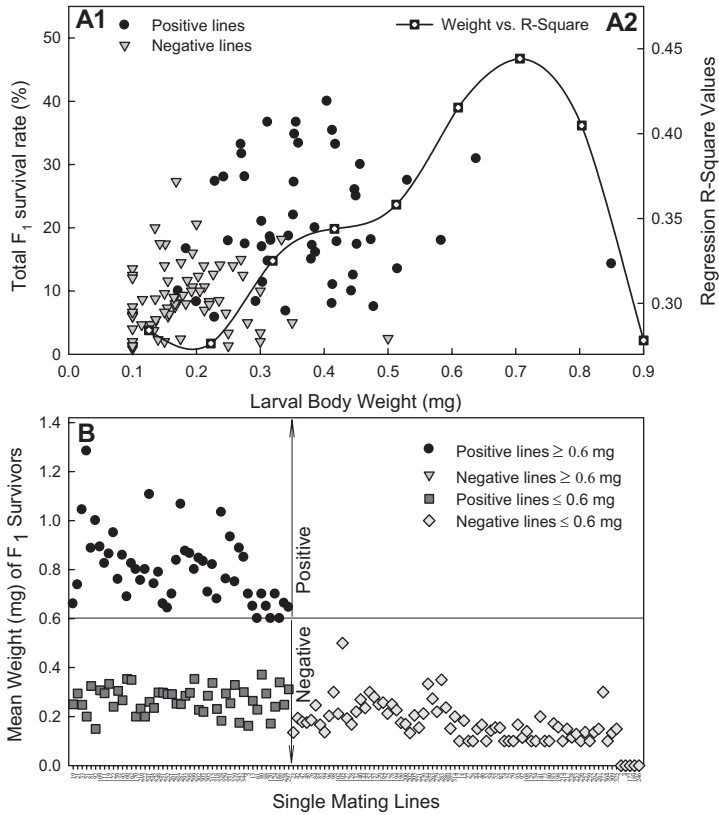 A1
A2
Positive lines
Negative lines
Weight vs. R-Square
Total F1 survival rate (%)
50
40
30
20
10
0
0.45
0.40
0.35
0.30
Regression R-Square Values
0.0 0.1 0.2 0.3 0.4 0.5 0.6 0.7 0.8 0.9
Larval Body Weight (mg)
B
Mean Weight (mg) of F1 Survivors
1.4
1.2
1.0
0.8
0.6
0.4
0.2
0.0
Positive
Negative
Positive lines ≥ 0.6 mg
Negative lines ≥ 0.6 mg
Positive lines ≤ 0.6 mg
Negative lines ≤ 0.6 mg
Single Mating Lines